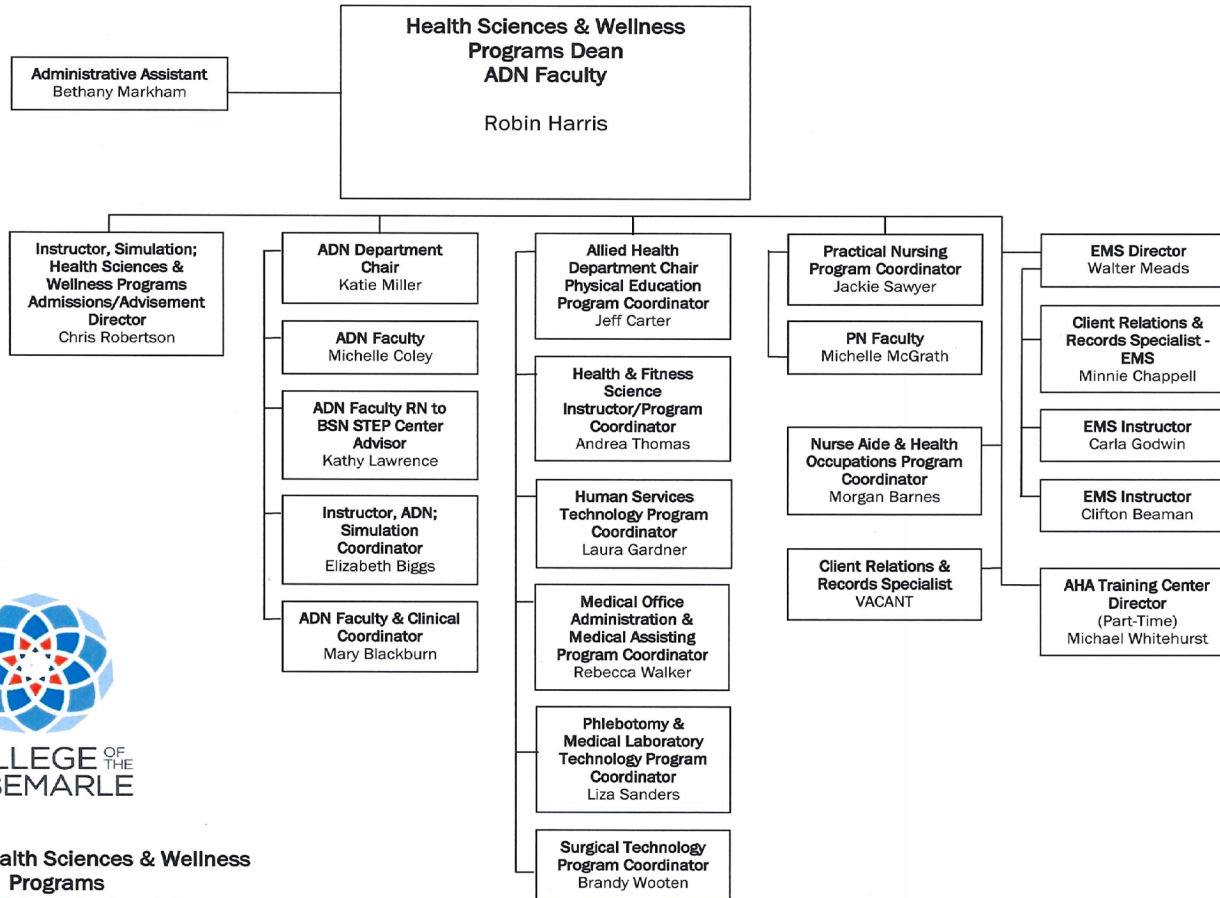 Health Sciences & Wellness
Programs Dean
ADN Faculty
Robin Harris
Administrative Assistant
Bethany Markham
Instructor, Simulation;
Health Sciences &
Wellness Programs
Admissions/Advisement
Director
Chris Robertson
ADN Department
Chair
Katie Miller
ADN Faculty
Michelle Coley
ADN Faculty RN to
BSN STEP Center
Advisor
Kathy Lawrence
Instructor, ADN;
Simulation
Coordinator
Elizabeth Biggs
ADN Faculty & Clinical
Coordinator
Mary Blackburn
Allied Health
Department Chair
Physical Education
Program Coordinator
Jeff Carter
Health & Fitness
Science
Instructor/Program
Coordinator
Andrea Thomas
Human Services
Technology Program
Coordinator
Laura Gardner
Medical Office
Administration &
Medical Assisting
Program Coordinator
Rebecca Walker
Phlebotomy &
Medical Laboratory
Technology Program
Coordinator
Liza Sanders
Surgical Technology
Program Coordinator
Brandy Wooten
Practical Nursing
Program Coordinator
Jackie Sawyer
PN Faculty
Michelle McGrath
Nurse Aide & Health
Occupations Program
Coordinator
Morgan Barnes
Client Relations &
Records Specialist
VACANT
EMS Director
Walter Meads
Client Relations &
Records Specialist -
EMS
Minnie Chappell
EMS Instructor
Carla Godwin
EMS Instructor
Clifton Beaman
AHA Training Center
Director
(Part-Time)
Michael Whitehurst
LLEGE OF THE
BEMARLE
alth Sciences & Wellness
Programs